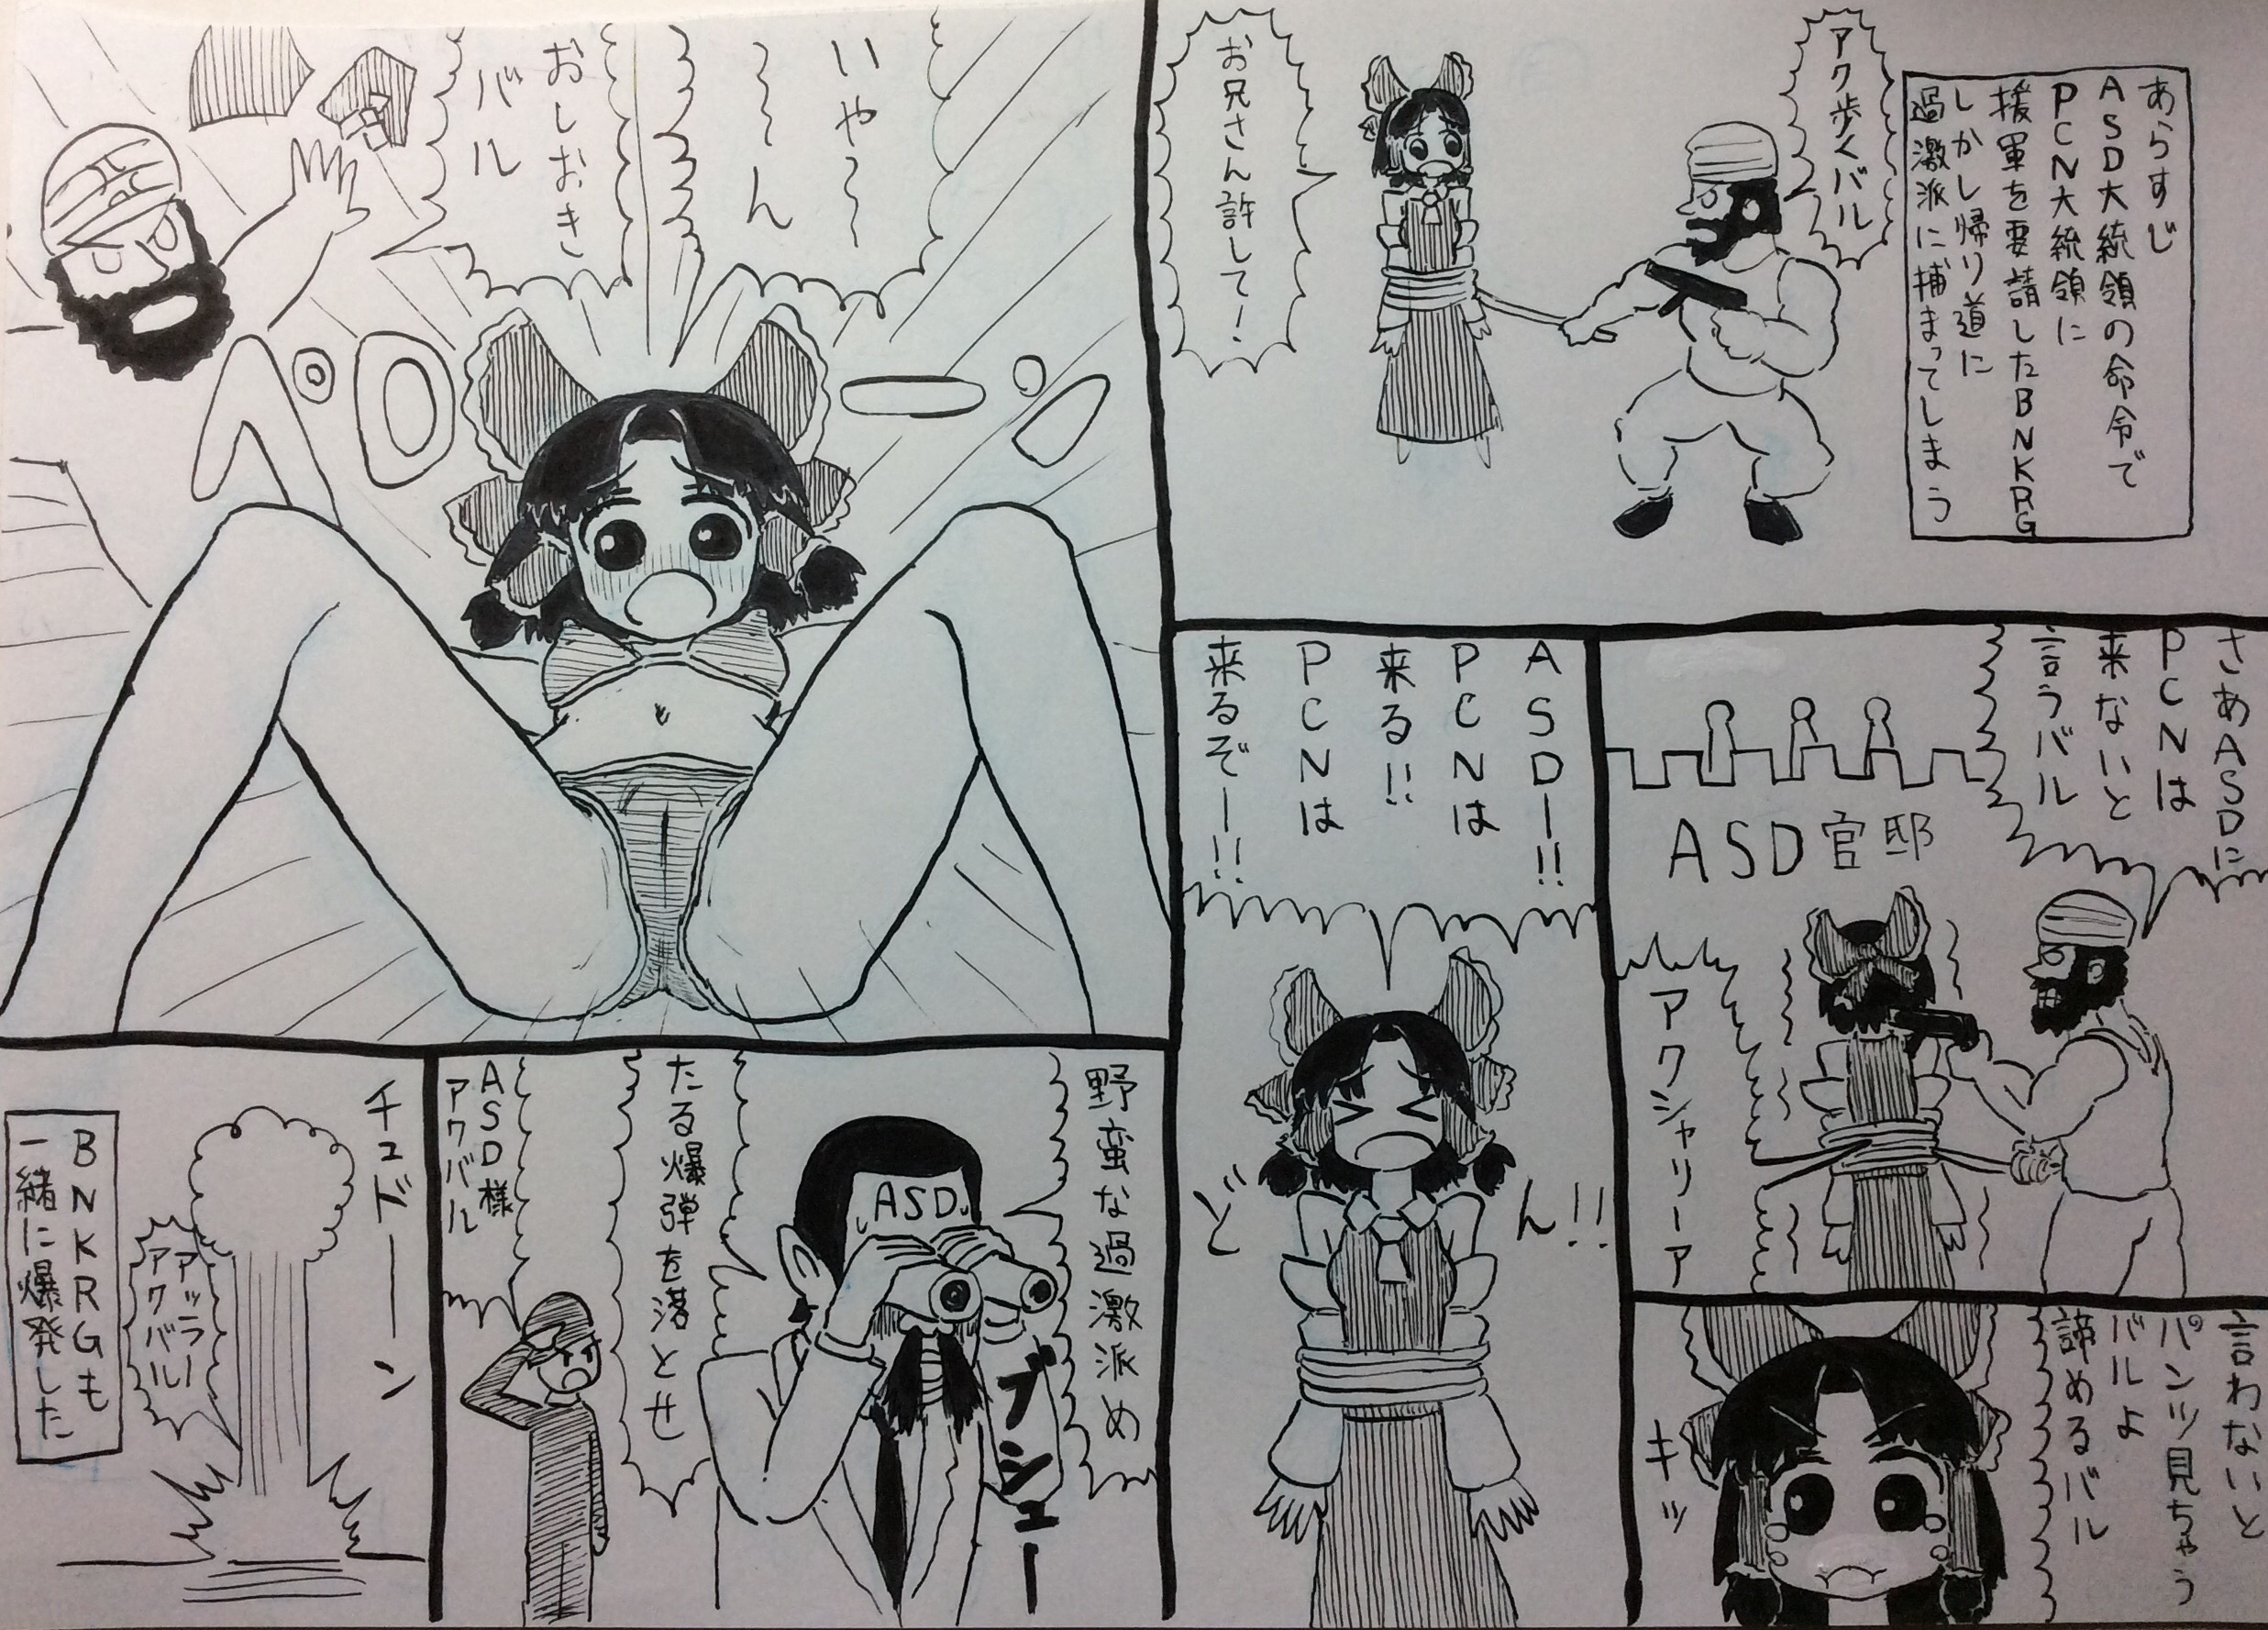 あらすじ
ASD大統領の命令で
PCN大統領に
援軍を要請したBNKRG
しかし帰り道に
過激派に捕まってしまう
アク歩くバル
お兄さん許して!
さあASDに
PCNは
来ないと
言うバル
ASD官邸
アクシャリーア
言わないと
パンツ見ちゃう
バルよ
諦めるバル
キッ
ASDー!!
PCNは
来る!!
PCNは
来るぞー!!
どん!!
いや〜
〜〜ん
おしおき
バル
ペローン
野蛮な過激派め
たる爆弾を落とせ
ASD
ブシュー
ASD様
アクバル
チュドーーン
アッラー
アクバル
BNKRGも
一緒に爆発した